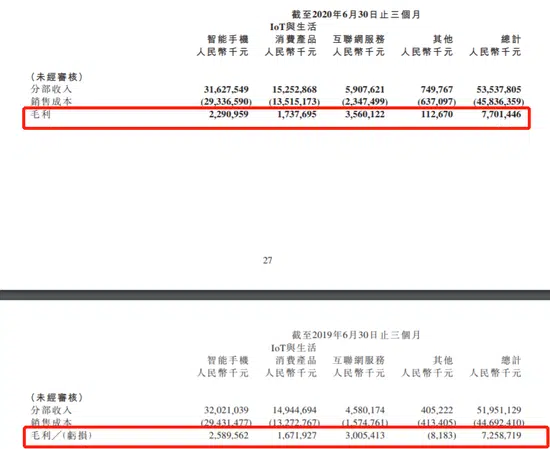 截至2020年6月30日止三個月
IoT與生活
智能手機 消費產品 互聯網服務 其他 總計
人民幣千元 人民幣千元 人民幣千元 人民幣千元 人民幣千元
(未經審核)
分部收入 31,627,549 15,252,868 5,907,621 749,767 53,537,805
銷售成本 (29,336,590) (13,515,173) (2,347,499) (637,097) (45,836,359)
毛利 2,290,959 1,737,695 3,560,122 112,670 7,701,446
27
截至2019年6月30日止三個月
IoT與生活
智能手機 消費產品 互聯網服務 其他 總計
人民幣千元 人民幣千元 人民幣千元 人民幣千元 人民幣千元
(未經審核)
分部收入 32,021,039 14,944,694 4,580,174 405,222 51,951,129
銷售成本 (29,431,477) (13,272,767) (1,574,761) (413,405) (44,692,410)
毛利/(虧損) 2,589,562 1,671,927 3,005,413 (8,183) 7,258,719